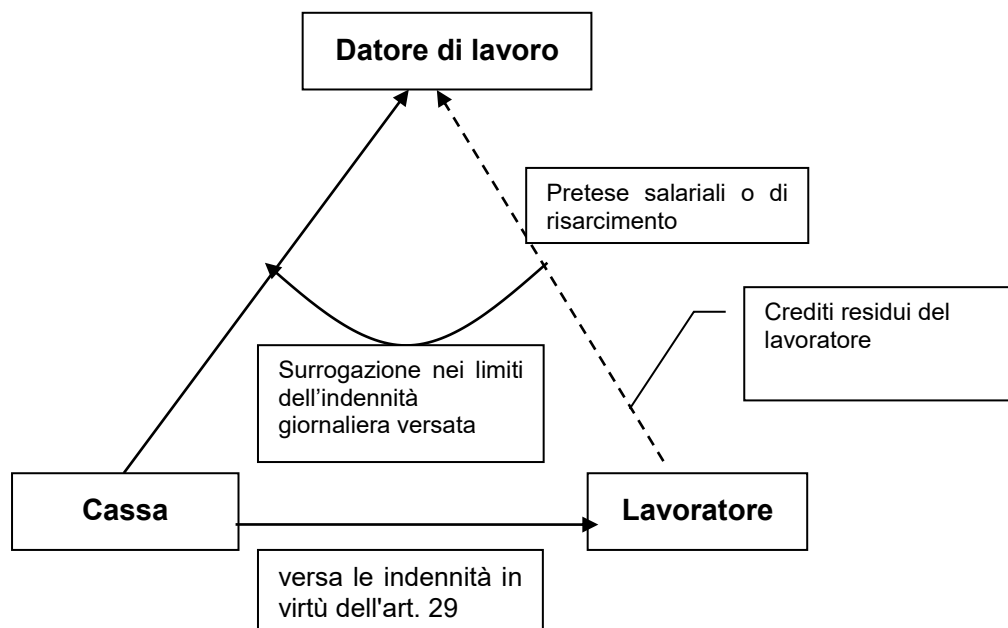 Datore di lavoro
Pretese salariali o di
risarcimento
Crediti residui del
lavoratore
Surrogazione nei limiti
dell’indennità
giornaliera versata
Cassa
Lavoratore
versa le indennità in
virtù dell'art. 29